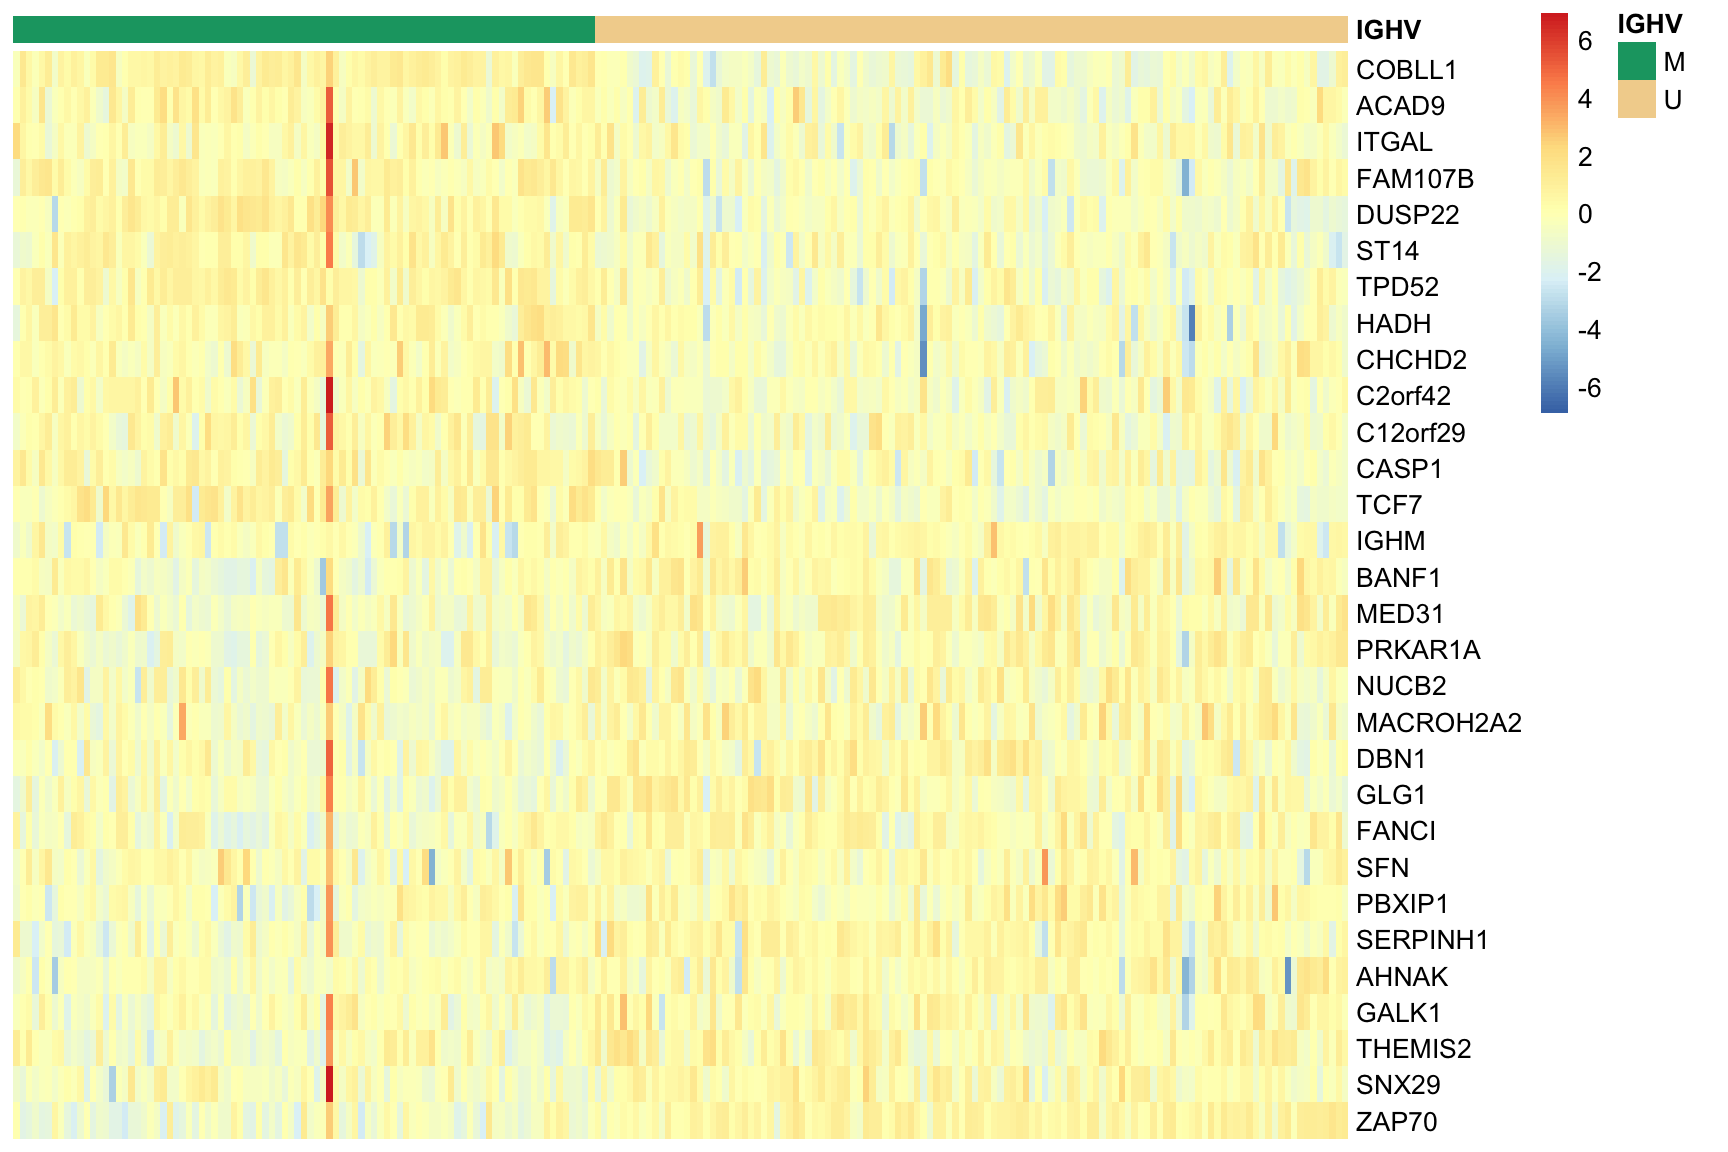 IGHV
COBLL1
ACAD9
ITGAL
FAM107B
DUSP22
ST14
TPD52
HADH
CHCHD2
C2orf42
C12orf29
CASP1
TCF7
IGHM
BANF1
MED31
PRKAR1A
NUCB2
MACROH2A2
DBN1
GLG1
FANCI
SFN
PBXIP1
SERPINH1
AHNAK
GALK1
THEMIS2
SNX29
ZAP70
6
4
2
0
-2
-4
-6
IGHV
M
U